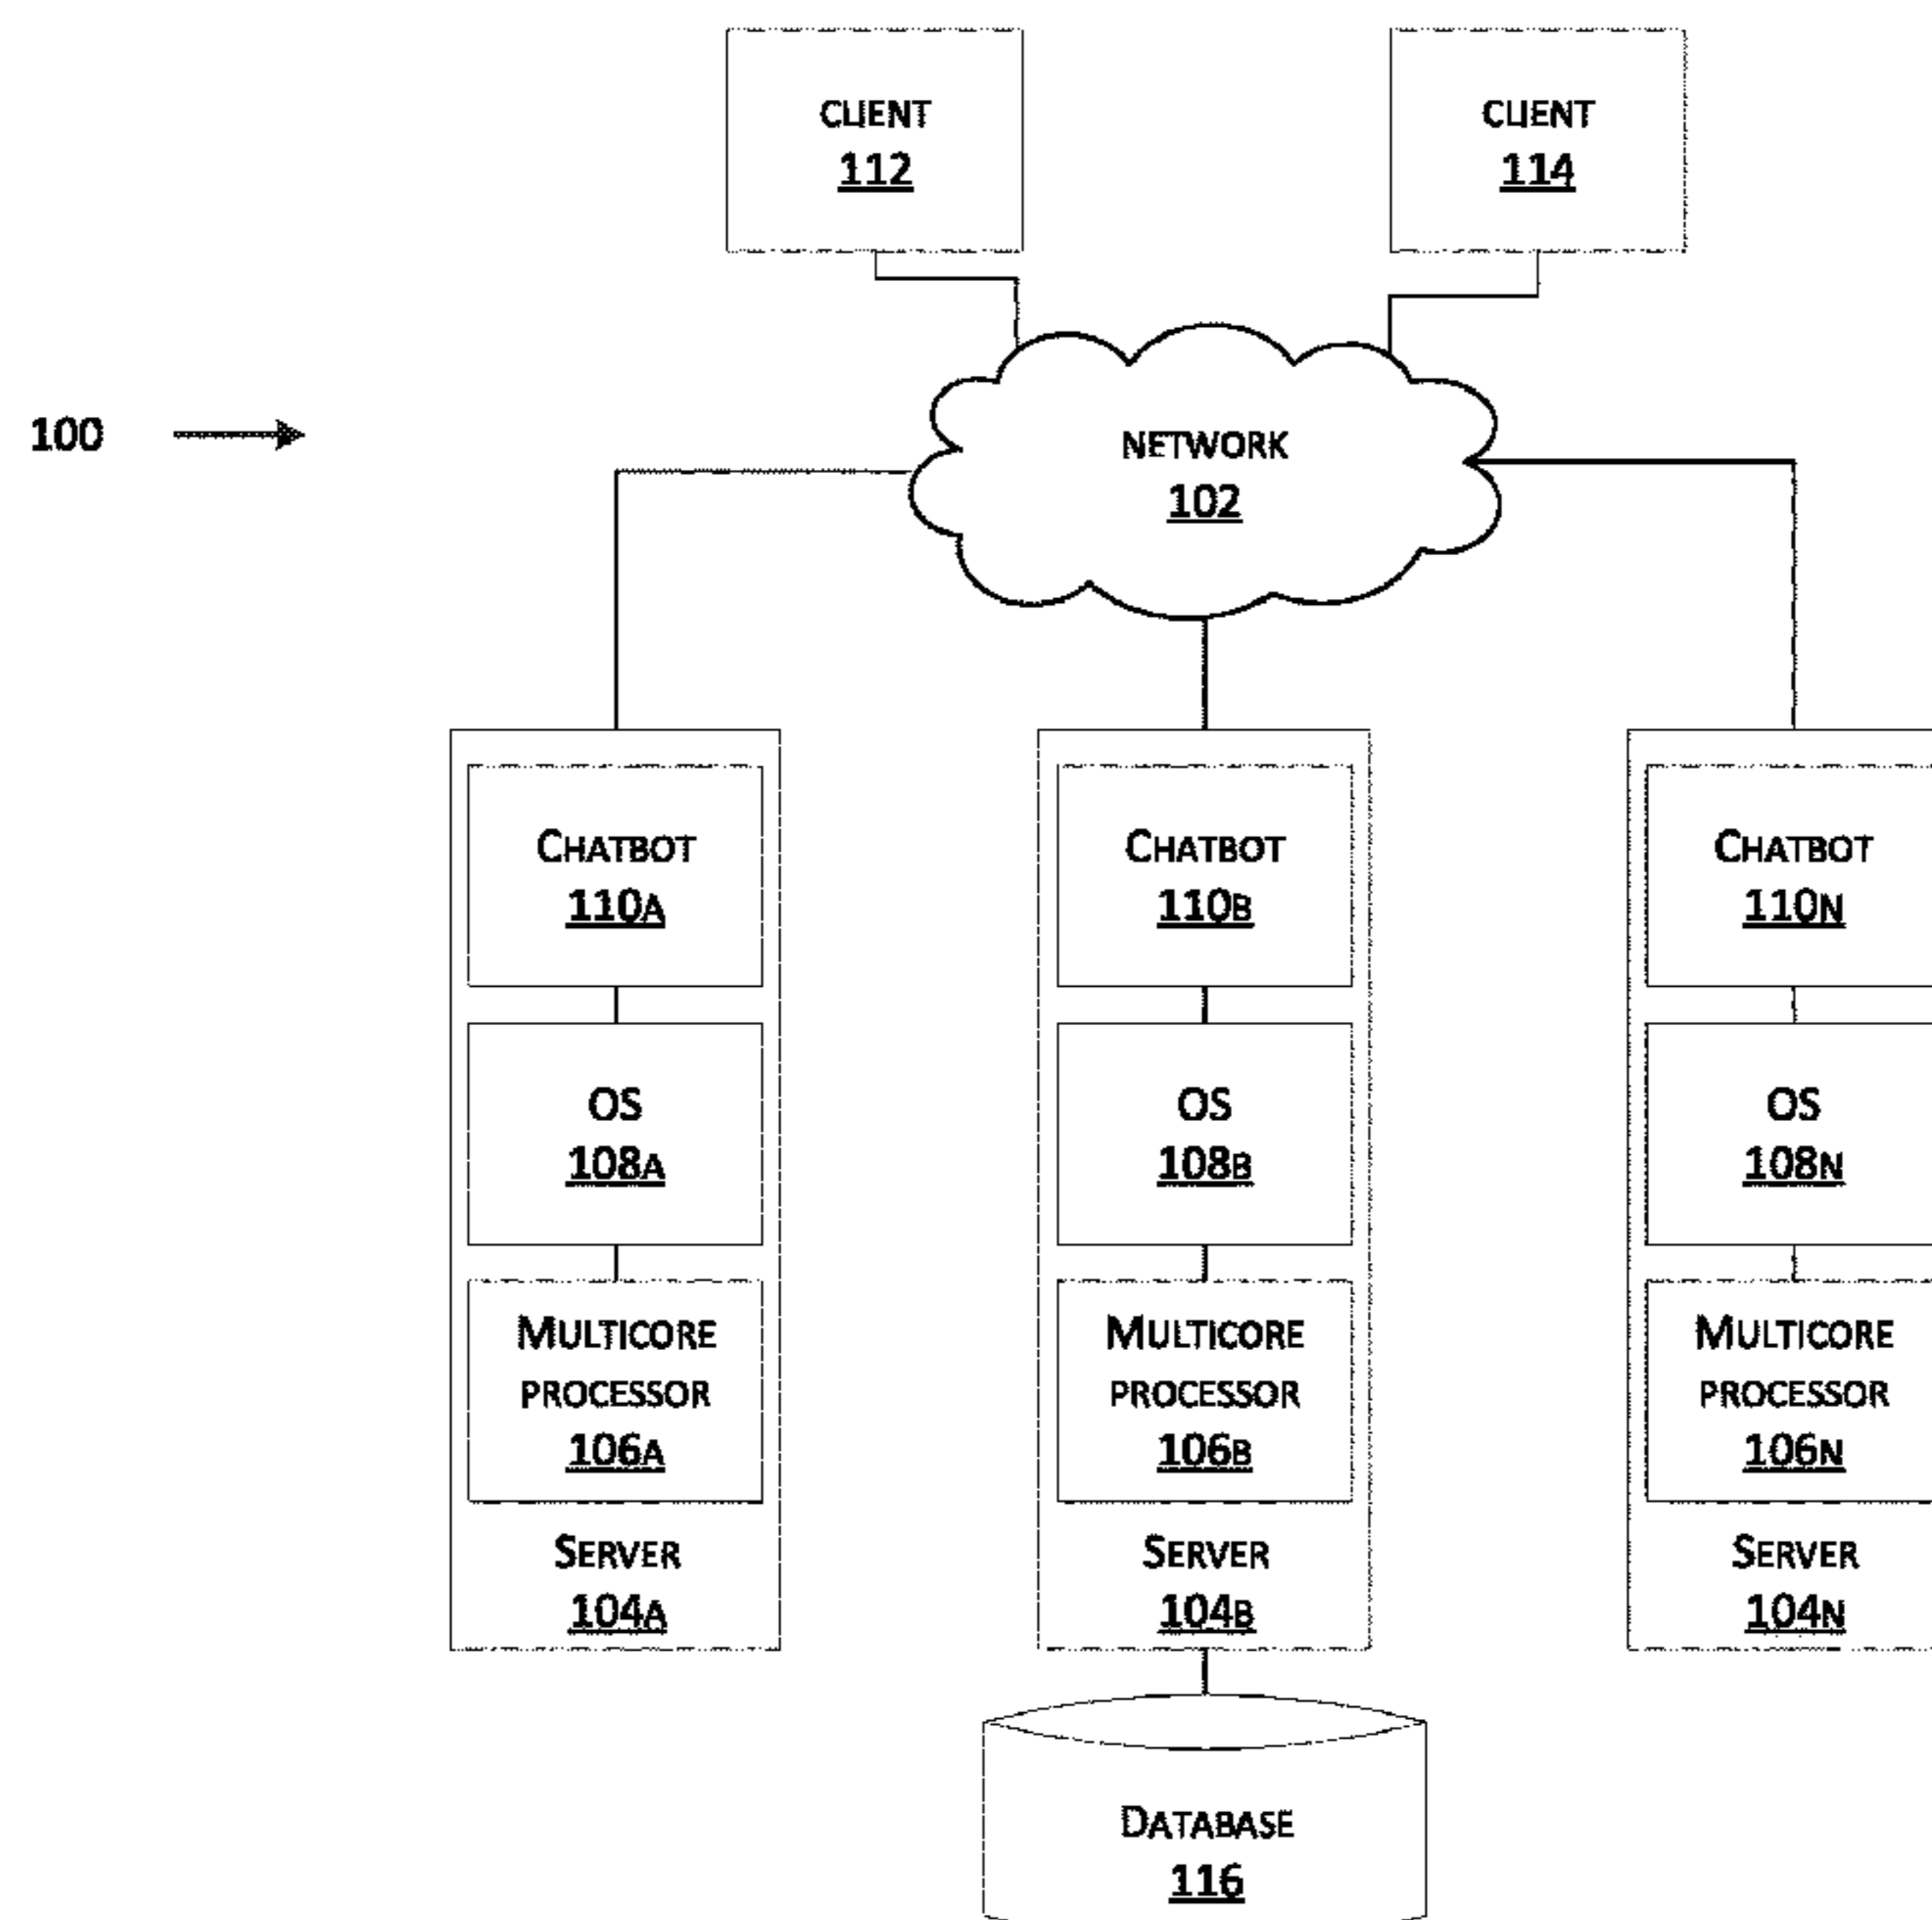 CLIENT
112
CLIENT
114
100
NETWORK
102
CHATBOT
110A
CHATBOT
110B
CHATBOT
110N
OS
108A
OS
108B
OS
108N
MULTICORE
PROCESSOR
106A
MULTICORE
PROCESSOR
106B
MULTICORE
PROCESSOR
106N
SERVER
104A
SERVER
104B
SERVER
104N
DATABASE
116